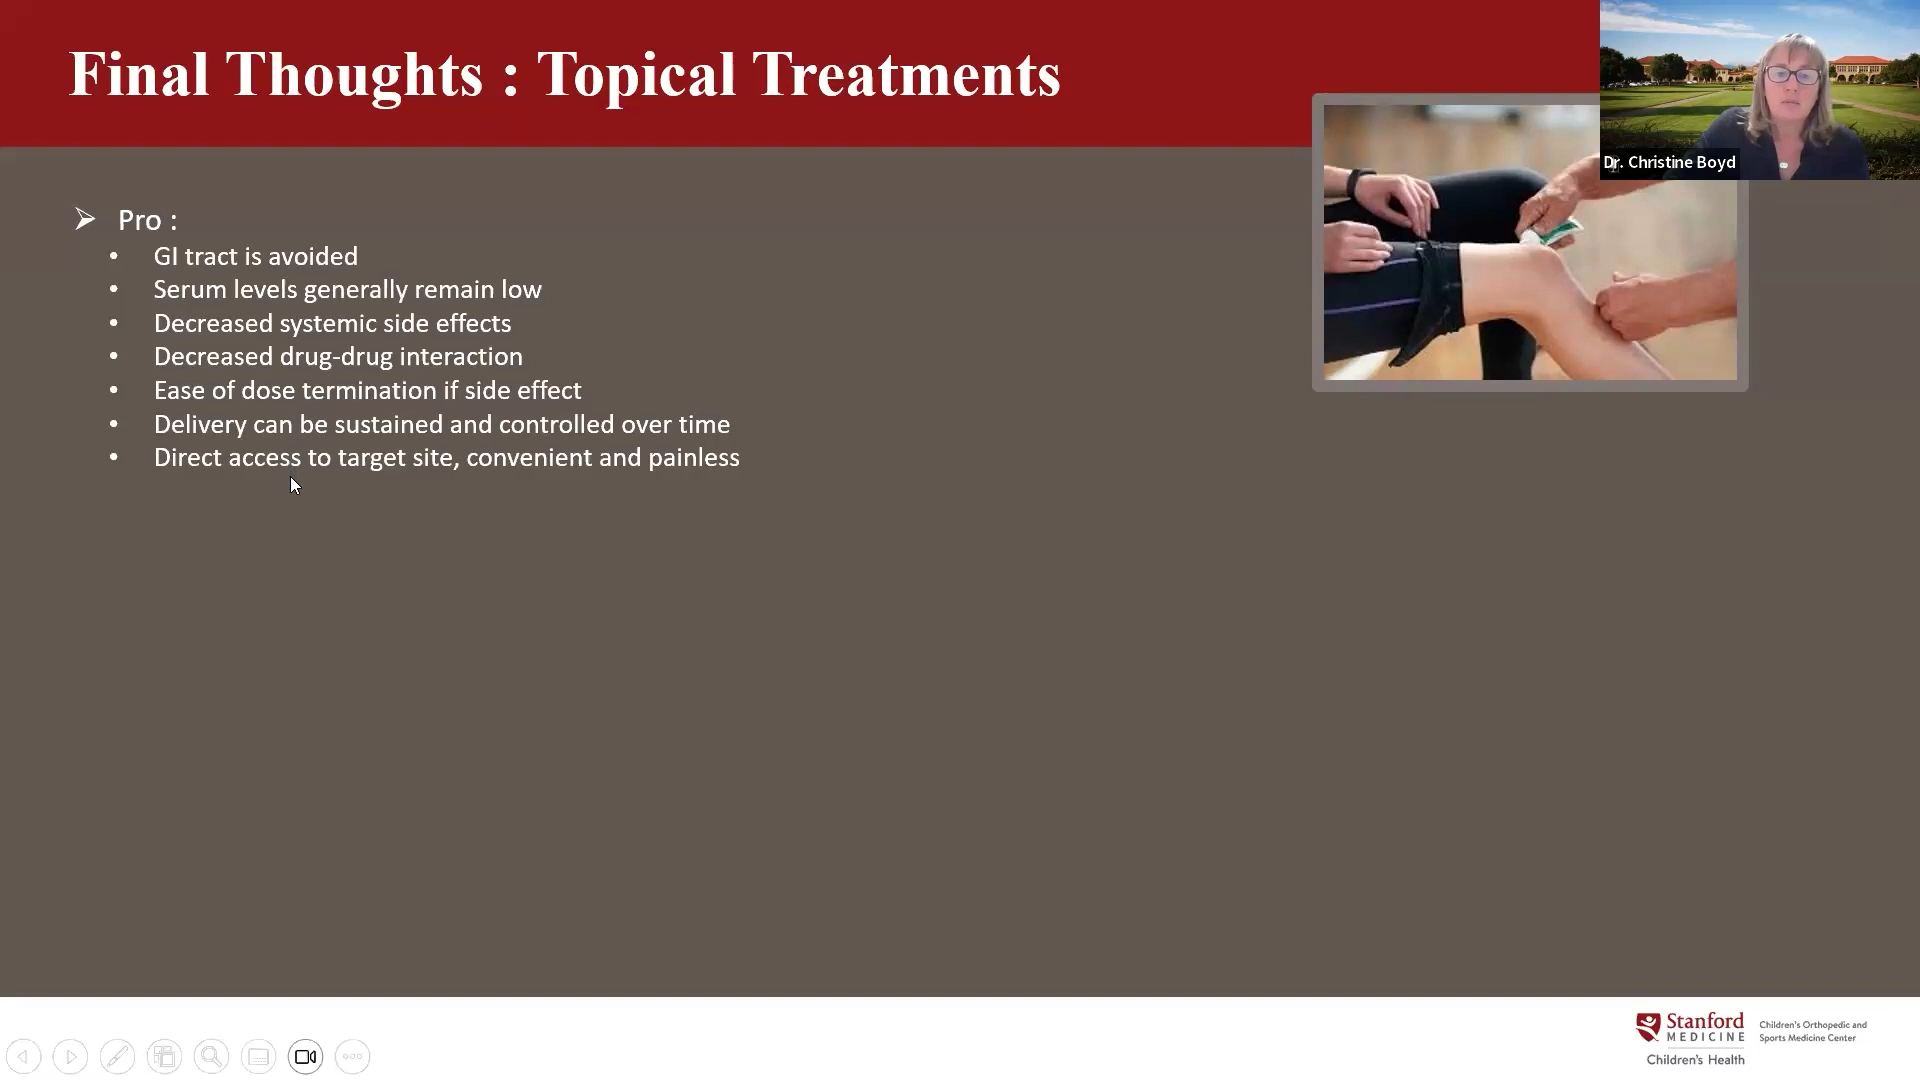 Final Thoughts : Topical Treatments
Dr. Christine Boyd
Pro :
GI tract is avoided
Serum levels generally remain low
Decreased systemic side effects
Decreased drug-drug interaction
Ease of dose termination if side effect
Delivery can be sustained and controlled over time
Direct access to target site, convenient and painless
Stanford
MEDICINE
Children's Health
Children's Orthopedic and
Sports Medicine Center